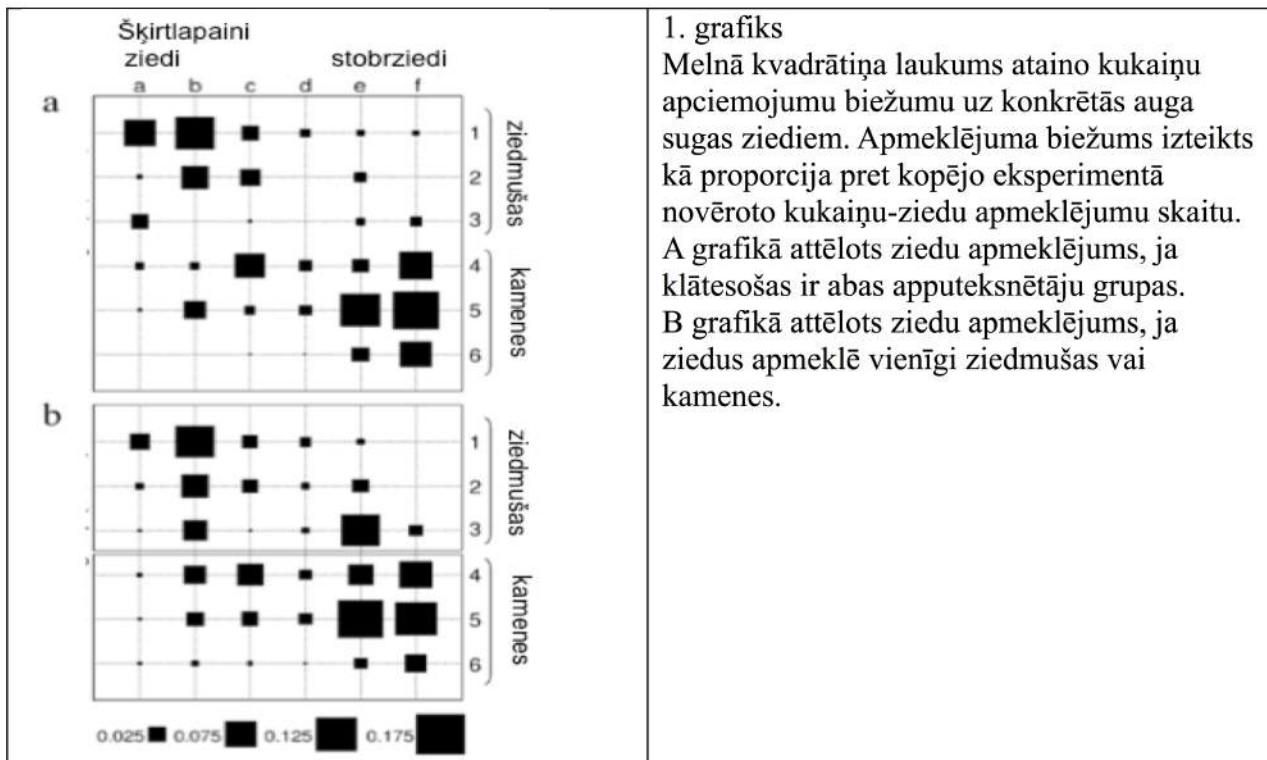 Šķirtlapaini
ziedi stobrziedi
a b c d e f
a
1
2
3
ziedmušas
4
5
6
kamenes
b
1
2
3
ziedmušas
4
5
6
kamenes
0.025 0.075 0.125 0.175
1. grafiks
Melnā kvadrātiņa laukums ataino kukaiņu
apciemojumu biežumu uz konkrētās auga
sugas ziediem. Apmeklējuma biežums izteikts
kā proporcija pret kopējo eksperimentā
novēroto kukaiņu-ziedu apmeklējumu skaitu.
A grafikā attēlots ziedu apmeklējums, ja
klātesošas ir abas apputeksnētāju grupas.
B grafikā attēlots ziedu apmeklējums, ja
ziedus apmeklē vienīgi ziedmušas vai
kamenes.